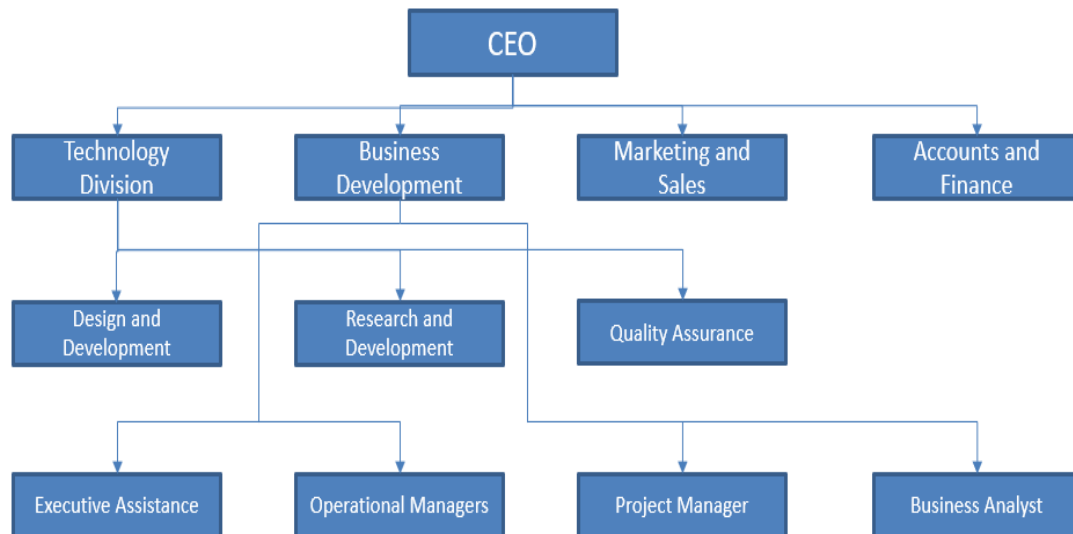 CEO
Technology
Division
Business
Development
Marketing and
Sales
Accounts and
Finance
Design and
Development
Research and
Development
Quality Assurance
Executive Assistance
Operational Managers
Project Manager
Business Analyst